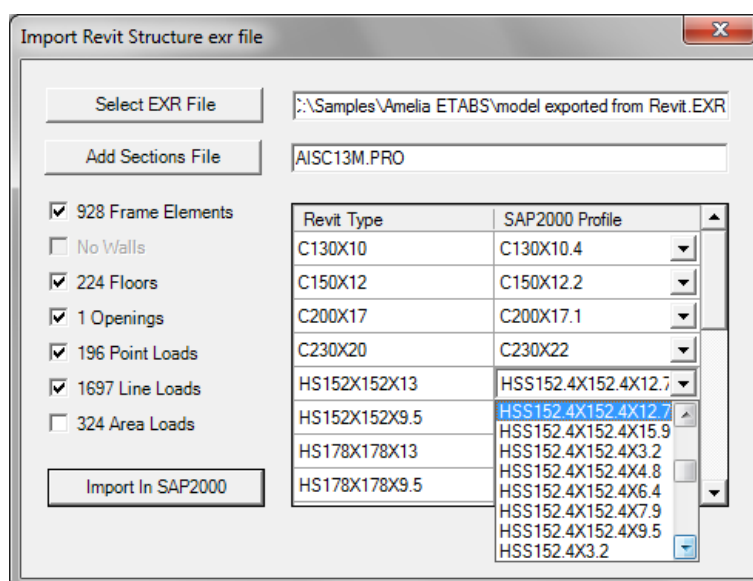 Import Revit Structure exr file
Select EXR File
C:\Samples\Amelia ETABS\model exported from Revit.EXR
Add Sections File
AISC13M.PRO
928 Frame Elements
No Walls
224 Floors
1 Openings
196 Point Loads
1697 Line Loads
324 Area Loads
Import In SAP2000
Revit Type SAP2000 Profile
C130X10 C130X10.4
C150X12 C150X12.2
C200X17 C200X17.1
C230X20 C230X22
HS152X152X13 HSS152.4X152.4X12.7
HS152X152X9.5
HS178X178X13
HS178X178X9.5
HSS152.4X152.4X12.7
HSS152.4X152.4X15.9
HSS152.4X152.4X3.2
HSS152.4X152.4X4.8
HSS152.4X152.4X6.4
HSS152.4X152.4X7.9
HSS152.4X152.4X9.5
HSS152.4X3.2